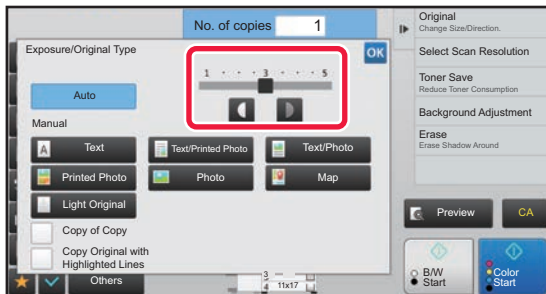 No. of copies 1
Exposure/Original Type
OK
1 3 5
Auto
Manual
A Text
Text/Printed Photo
Text/Photo
Printed Photo
Photo
Map
Light Original
Copy of Copy
Copy Original with
Highlighted Lines
Others
3
4 11x17
Original
Change Size/Direction.
Select Scan Resolution
Toner Save
Reduce Toner Consumption
Background Adjustment
Erase
Erase Shadow Around
Preview
CA
B/W
Start
Color
Start